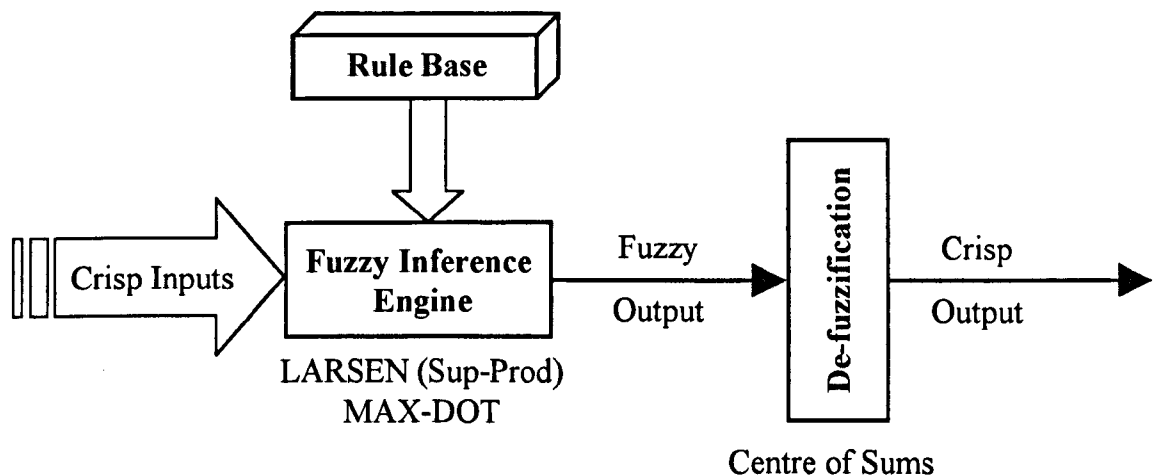 Rule Base
Crisp Inputs
Fuzzy Inference
Engine
LARSEN (Sup-Prod)
MAX-DOT
Fuzzy
Output
De-fuzzification
Centre of Sums
Crisp
Output